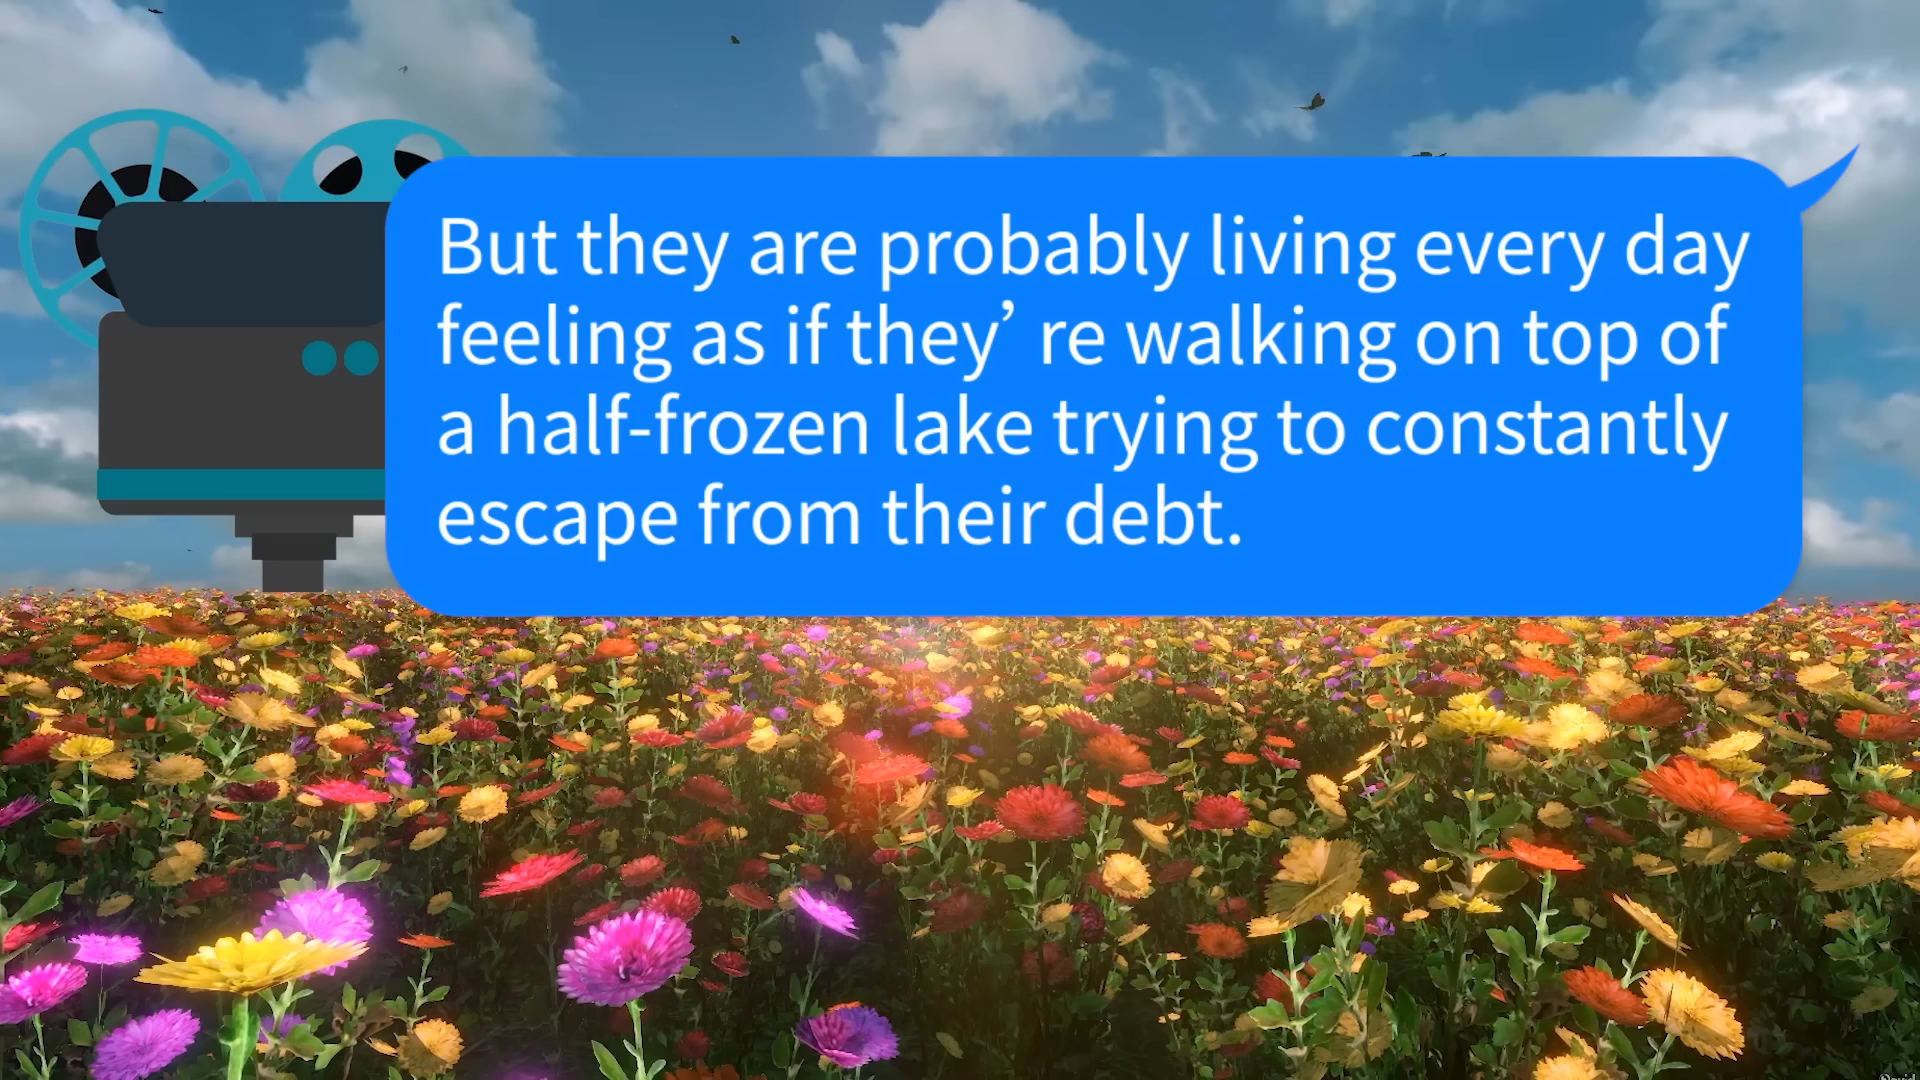 But they are probably living every day
feeling as if they’ re walking on top of
a half-frozen lake trying to constantly
escape from their debt.